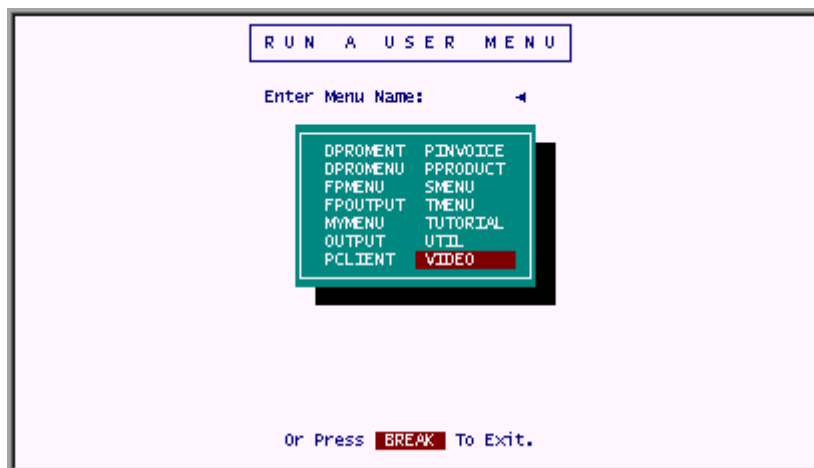 R U N   A   U S E R   M E N U
Enter Menu Name:
DPROMENT PINVOICE
DPROMENU PPRODUCT
FPMENU SMENU
FPOUTPUT TMENU
MYMENU TUTORIAL
OUTPUT UTIL
PCLIENT VIDEO
Or Press BREAK To Exit.